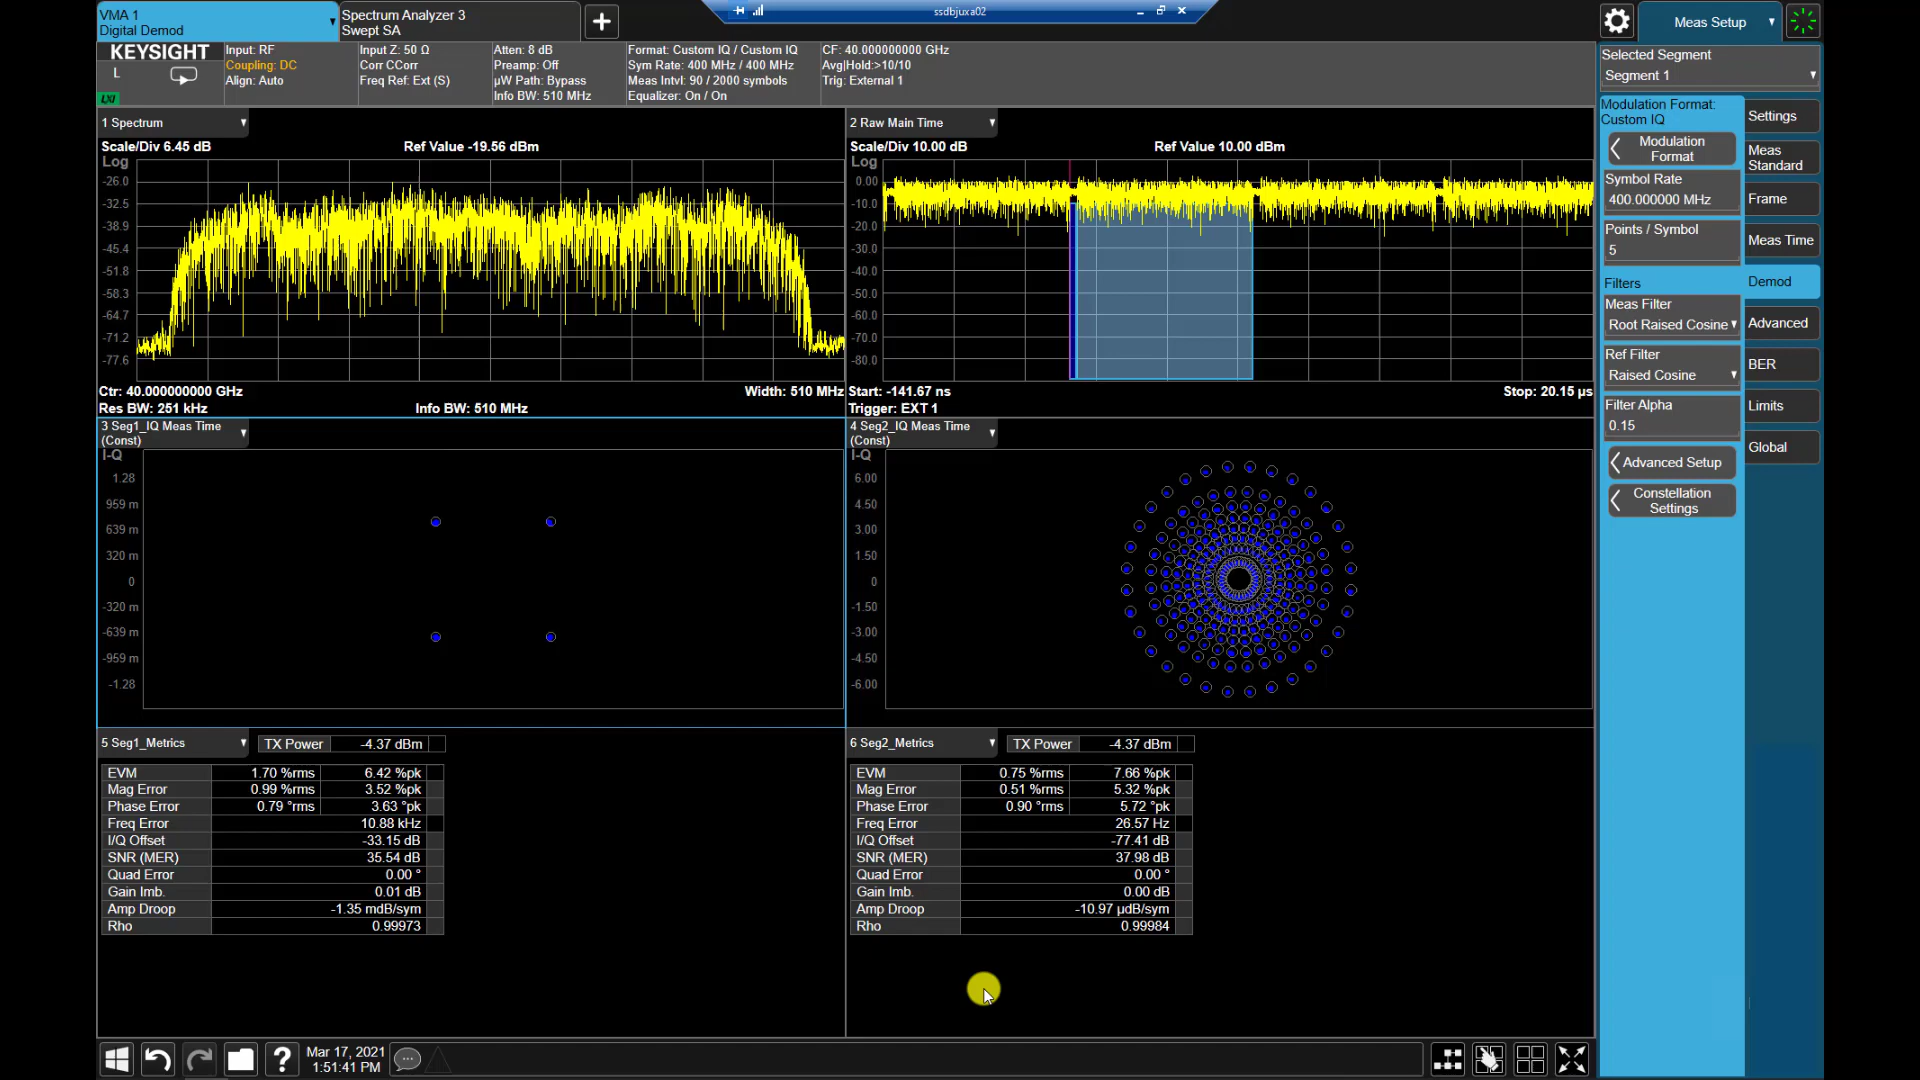 VMA 1
Digital Demod
Spectrum Analyzer 3
Swept SA
ssdbjuxa02
Meas Setup
KEYSIGHT
L
LXI
Input: RF
Coupling: DC
Align: Auto
Input Z: 50 Ω
Corr CCorr
Freq Ref: Ext (S)
Atten: 8 dB
Preamp: Off
µW Path: Bypass
Info BW: 510 MHz
Format: Custom IQ / Custom IQ
Sym Rate: 400 MHz / 400 MHz
Meas Intvl: 90 / 2000 symbols
Equalizer: On / On
CF: 40.000000000 GHz
Avg|Hold:>10/10
Trig: External 1
Selected Segment
Segment 1
1 Spectrum
Scale/Div 6.45 dB
Ref Value -19.56 dBm
Log
-26.0
-32.5
-38.9
-45.4
-51.8
-58.3
-64.7
-71.2
-77.6
Ctr: 40.000000000 GHz
Width: 510 MHz
Res BW: 251 kHz
Info BW: 510 MHz
2 Raw Main Time
Scale/Div 10.00 dB
Ref Value 10.00 dBm
Log
0.00
-10.0
-20.0
-30.0
-40.0
-50.0
-60.0
-70.0
-80.0
Start: -141.67 ns
Stop: 20.15 µs
Trigger: EXT 1
3 Seg1_IQ Meas Time
(Const)
I-Q
1.28
959 m
639 m
320 m
0
-320 m
-639 m
-959 m
-1.28
4 Seg2_IQ Meas Time
(Const)
I-Q
6.00
4.50
3.00
1.50
0
-1.50
-3.00
-4.50
-6.00
5 Seg1_Metrics
TX Power -4.37 dBm
EVM 1.70 %rms 6.42 %pk
Mag Error 0.99 %rms 3.52 %pk
Phase Error 0.79 °rms 3.63 °pk
Freq Error 10.88 kHz
I/Q Offset -33.15 dB
SNR (MER) 35.54 dB
Quad Error 0.00 °
Gain Imb. 0.01 dB
Amp Droop -1.35 mdB/sym
Rho 0.99973
6 Seg2_Metrics
TX Power -4.37 dBm
EVM 0.75 %rms 7.66 %pk
Mag Error 0.51 %rms 5.32 %pk
Phase Error 0.90 °rms 5.72 °pk
Freq Error 26.57 Hz
I/Q Offset -77.41 dB
SNR (MER) 37.98 dB
Quad Error 0.00 °
Gain Imb. 0.00 dB
Amp Droop -10.97 µdB/sym
Rho 0.99984
Modulation Format:
Custom IQ
Modulation
Format
Symbol Rate
400.000000 MHz
Points / Symbol
5
Filters
Meas Filter
Root Raised Cosine
Ref Filter
Raised Cosine
Filter Alpha
0.15
Advanced Setup
Constellation
Settings
Settings
Meas
Standard
Frame
Meas Time
Demod
Advanced
BER
Limits
Global
?
Mar 17, 2021
1:51:41 PM